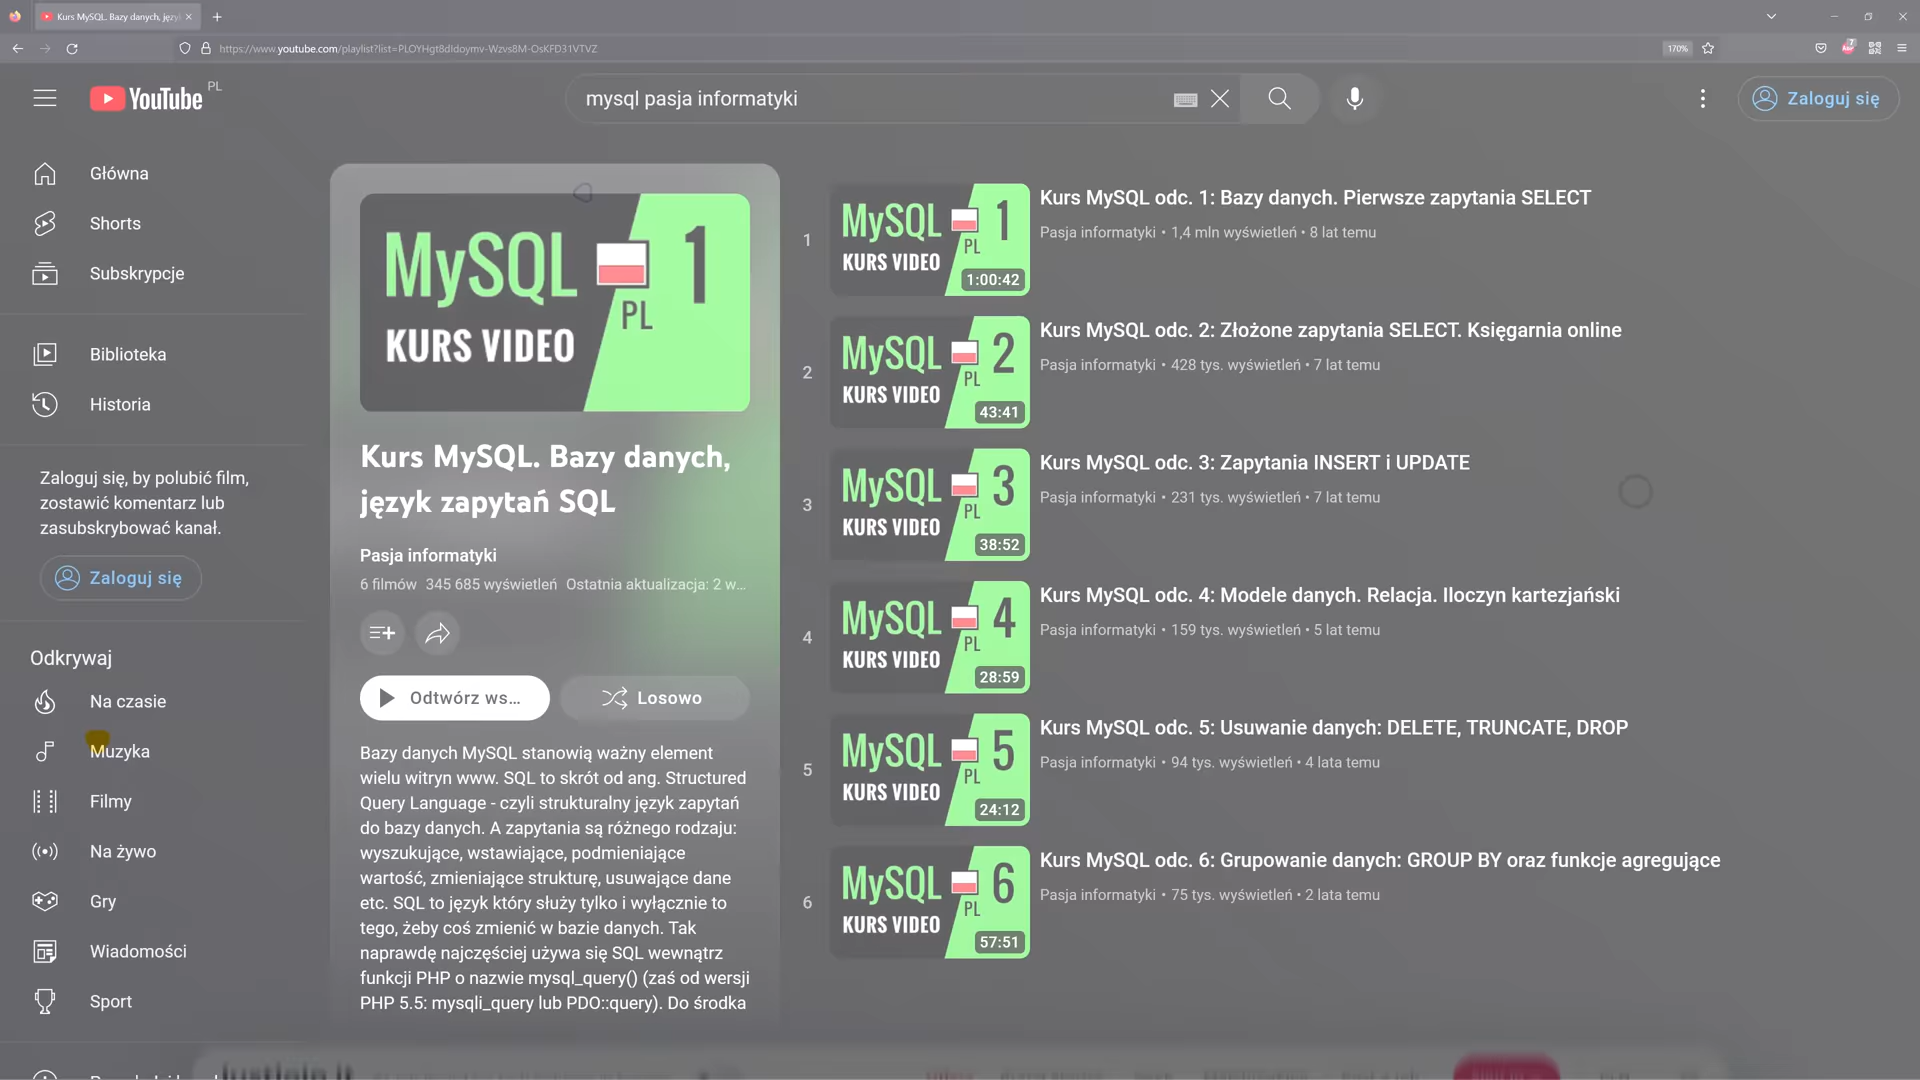 Kurs MySQL. Bazy danych, języ
https://www.youtube.com/playlist?list=PLOYHgt8dIdoymv-Wzvs8M-OsKFD31VTVZ
170%
7
YouTube PL
mysql pasja informatyki
Zaloguj się
Główna
Shorts
Subskrypcje
Biblioteka
Historia
Zaloguj się, by polubić film,
zostawić komentarz lub
zasubskrybować kanał.
Zaloguj się
Odkrywaj
Na czasie
Muzyka
Filmy
Na żywo
Gry
Wiadomości
Sport
MySQL PL 1
KURS VIDEO
Kurs MySQL. Bazy danych,
język zapytań SQL
Pasja informatyki
6 filmów 345 685 wyświetleń Ostatnia aktualizacja: 2 w...
Odtwórz ws...
Losowo
Bazy danych MySQL stanowią ważny element
wielu witryn www. SQL to skrót od ang. Structured
Query Language - czyli strukturalny język zapytań
do bazy danych. A zapytania są różnego rodzaju:
wyszukujące, wstawiające, podmieniające
wartość, zmieniające strukturę, usuwające dane
etc. SQL to język który służy tylko i wyłącznie to
tego, żeby coś zmienić w bazie danych. Tak
naprawdę najczęściej używa się SQL wewnątrz
funkcji PHP o nazwie mysql_query() (zaś od wersji
PHP 5.5: mysqli_query lub PDO::query). Do środka
1
MySQL PL 1
KURS VIDEO
1:00:42
Kurs MySQL odc. 1: Bazy danych. Pierwsze zapytania SELECT
Pasja informatyki • 1,4 mln wyświetleń • 8 lat temu
2
MySQL PL 2
KURS VIDEO
43:41
Kurs MySQL odc. 2: Złożone zapytania SELECT. Księgarnia online
Pasja informatyki • 428 tys. wyświetleń • 7 lat temu
3
MySQL PL 3
KURS VIDEO
38:52
Kurs MySQL odc. 3: Zapytania INSERT i UPDATE
Pasja informatyki • 231 tys. wyświetleń • 7 lat temu
4
MySQL PL 4
KURS VIDEO
28:59
Kurs MySQL odc. 4: Modele danych. Relacja. Iloczyn kartezjański
Pasja informatyki • 159 tys. wyświetleń • 5 lat temu
5
MySQL PL 5
KURS VIDEO
24:12
Kurs MySQL odc. 5: Usuwanie danych: DELETE, TRUNCATE, DROP
Pasja informatyki • 94 tys. wyświetleń • 4 lata temu
6
MySQL PL 6
KURS VIDEO
57:51
Kurs MySQL odc. 6: Grupowanie danych: GROUP BY oraz funkcje agregujące
Pasja informatyki • 75 tys. wyświetleń • 2 lata temu